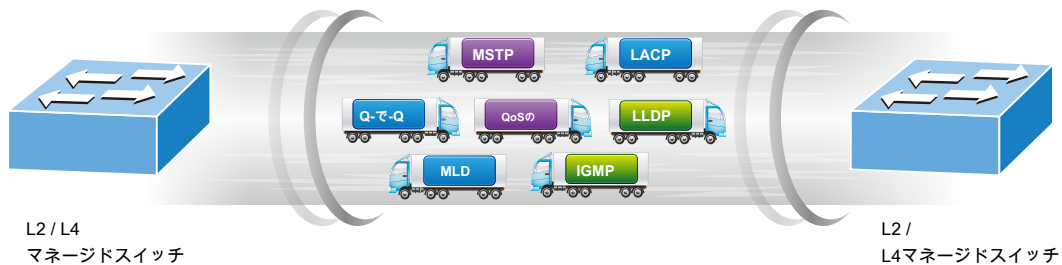 MSTP
LACP
Q-で-Q
QoSの
LLDP
MLD
IGMP
L2 / L4
マネージドスイッチ
L2 /
L4マネージドスイッチ